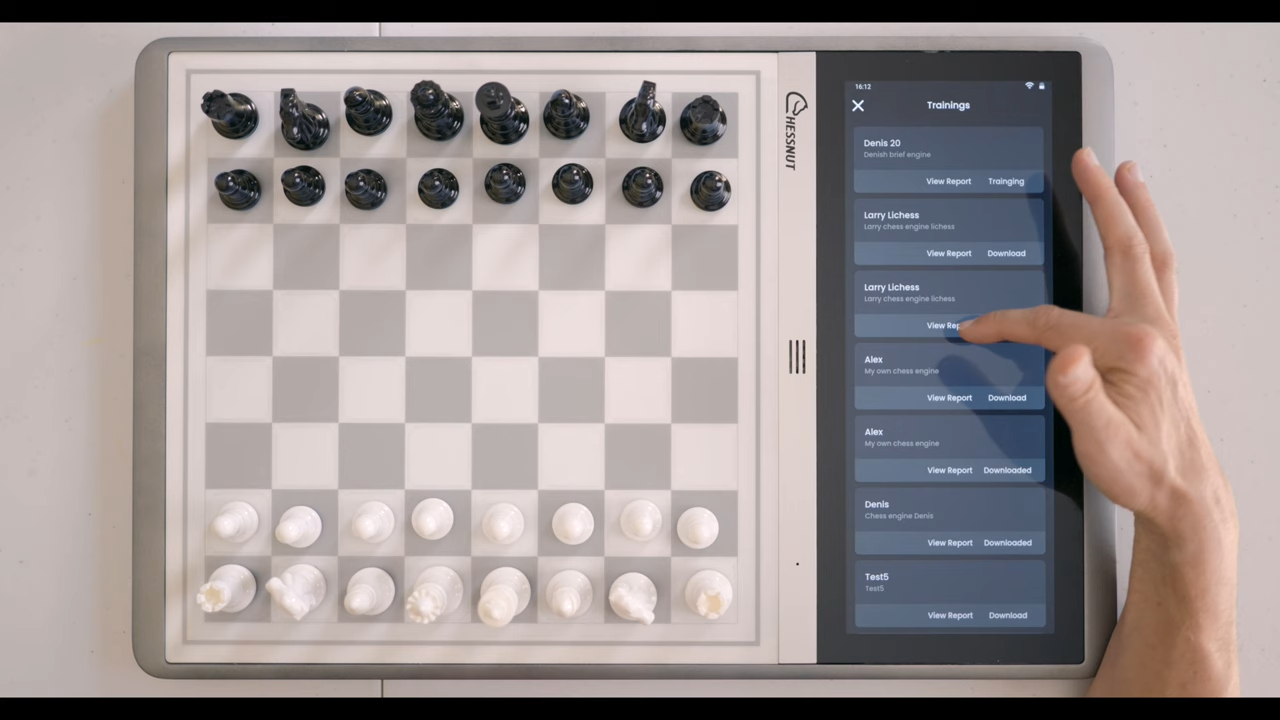 CHESSNUT
16:12
Trainings
Denis 20
Denish brief engine
View Report Trainging
Larry Lichess
Larry chess engine lichess
View Report Download
Larry Lichess
Larry chess engine lichess
View Rep
Alex
My own chess engine
View Report Download
Alex
My own chess engine
View Report Downloaded
Denis
Chess engine Denis
View Report Downloaded
Test5
Test5
View Report Download